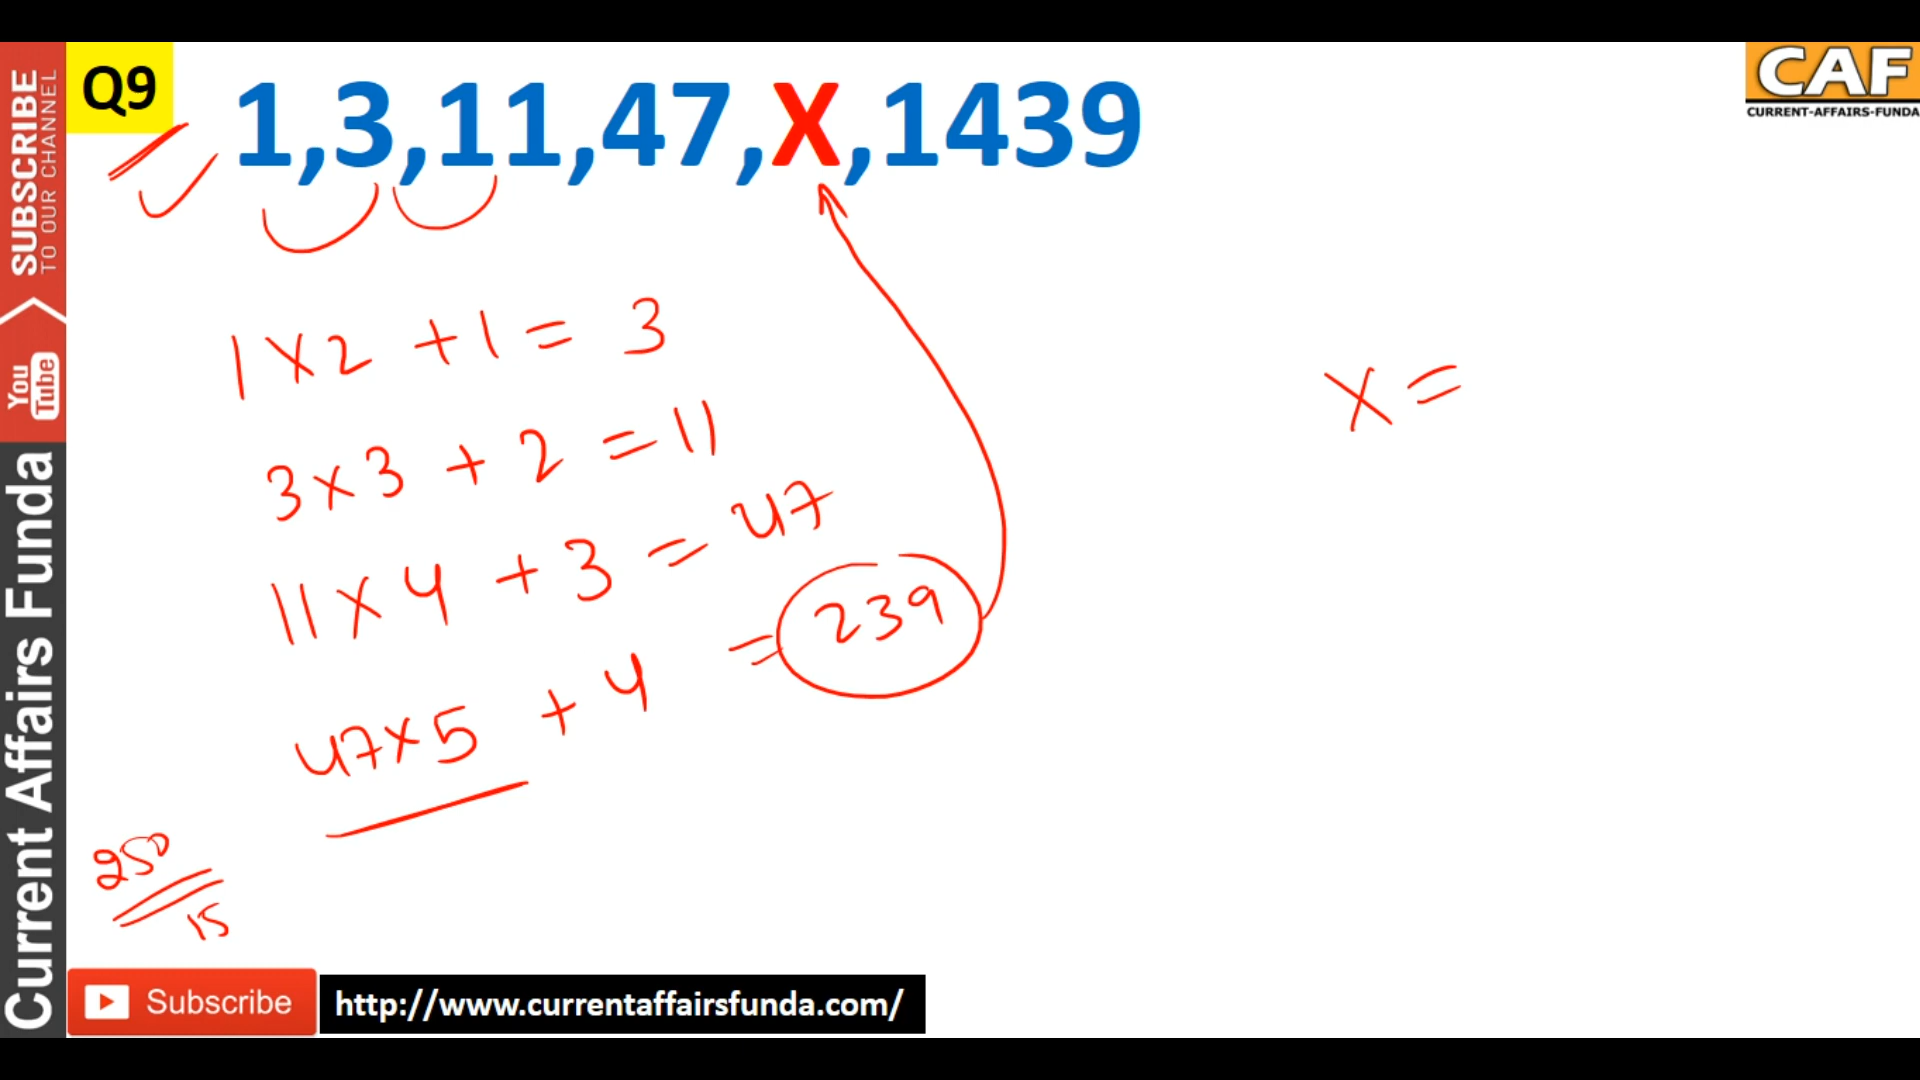 Q9
1,3,11,47,X,1439
CAF
CURRENT-AFFAIRS-FUNDA
SUBSCRIBE
TO OUR CHANNEL
You
Tube
Current Affairs Funda
1 x 2 + 1 = 3
3 x 3 + 2 = 11
11 x 4 + 3 = 47
47 x 5 + 4 = 239
x =
250
15
Subscribe
http://www.currentaffairsfunda.com/